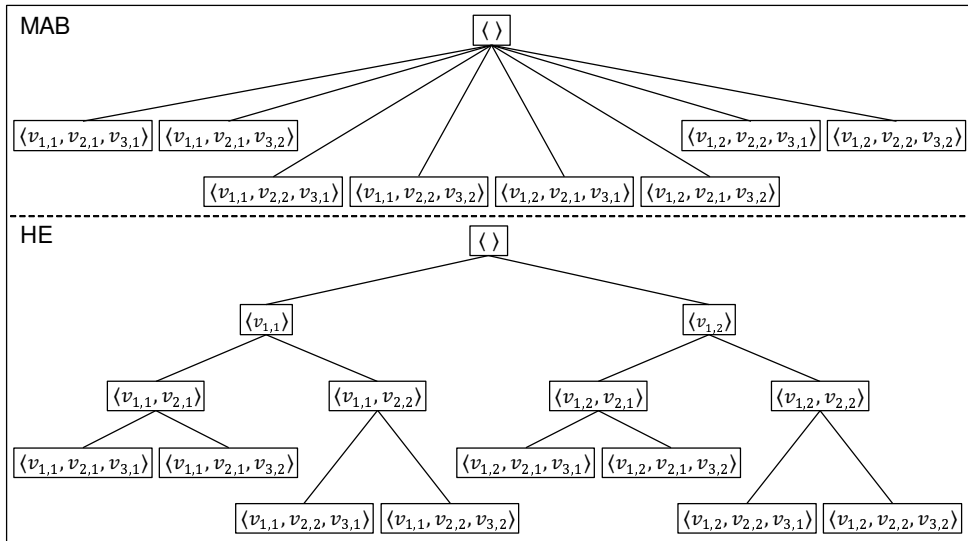 MAB
⟨ ⟩
⟨v₁,₁, v₂,₁, v₃,₁⟩ ⟨v₁,₁, v₂,₁, v₃,₂⟩ ⟨v₁,₂, v₂,₂, v₃,₁⟩ ⟨v₁,₂, v₂,₂, v₃,₂⟩
⟨v₁,₁, v₂,₂, v₃,₁⟩ ⟨v₁,₁, v₂,₂, v₃,₂⟩ ⟨v₁,₂, v₂,₁, v₃,₁⟩ ⟨v₁,₂, v₂,₁, v₃,₂⟩
HE
⟨ ⟩
⟨v₁,₁⟩ ⟨v₁,₂⟩
⟨v₁,₁, v₂,₁⟩ ⟨v₁,₁, v₂,₂⟩ ⟨v₁,₂, v₂,₁⟩ ⟨v₁,₂, v₂,₂⟩
⟨v₁,₁, v₂,₁, v₃,₁⟩ ⟨v₁,₁, v₂,₁, v₃,₂⟩ ⟨v₁,₂, v₂,₁, v₃,₁⟩ ⟨v₁,₂, v₂,₁, v₃,₂⟩
⟨v₁,₁, v₂,₂, v₃,₁⟩ ⟨v₁,₁, v₂,₂, v₃,₂⟩ ⟨v₁,₂, v₂,₂, v₃,₁⟩ ⟨v₁,₂, v₂,₂, v₃,₂⟩